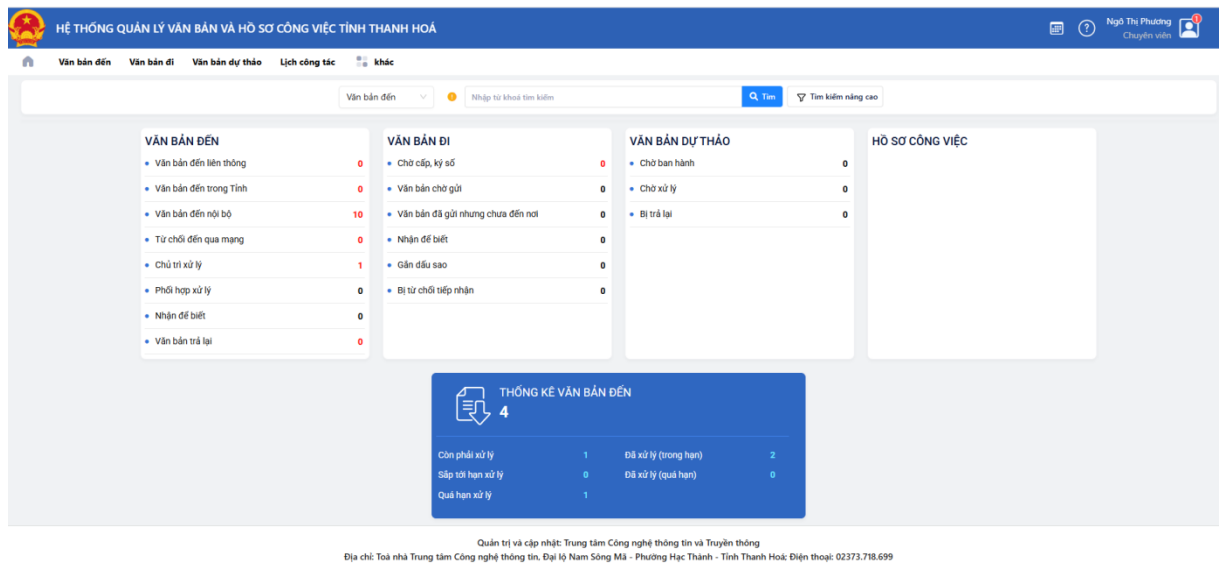 HỆ THỐNG QUẢN LÝ VĂN BẢN VÀ HỒ SƠ CÔNG VIỆC TỈNH THANH HOÁ
Ngô Thị Phương
1
Chuyên viên
Văn bản đến
Văn bản đi
Văn bản dự thảo
Lịch công tác
khác
Văn bản đến
Nhập từ khoá tìm kiếm
Tìm
Tìm kiếm nâng cao
VĂN BẢN ĐẾN
Văn bản đến liên thông 0
Văn bản đến trong Tỉnh 0
Văn bản đến nội bộ 10
Từ chối đến qua mạng 0
Chủ trì xử lý 1
Phối hợp xử lý 0
Nhận để biết 0
Văn bản trả lại 0
VĂN BẢN ĐI
Chờ cấp, ký số 0
Văn bản chờ gửi 0
Văn bản đã gửi nhưng chưa đến nơi 0
Nhận để biết 0
Gắn dấu sao 0
Bị từ chối tiếp nhận 0
VĂN BẢN DỰ THẢO
Chờ ban hành 0
Chờ xử lý 0
Bị trả lại 0
HỒ SƠ CÔNG VIỆC
THỐNG KÊ VĂN BẢN ĐẾN
4
Còn phải xử lý 1
Đã xử lý (trong hạn) 2
Sắp tới hạn xử lý 0
Đã xử lý (quá hạn) 0
Quá hạn xử lý 1
Quản trị và cập nhật: Trung tâm Công nghệ thông tin và Truyền thông
Địa chỉ: Toà nhà Trung tâm Công nghệ thông tin, Đại lộ Nam Sông Mã - Phường Hạc Thành - Tỉnh Thanh Hoá; Điện thoại: 02373.718.699